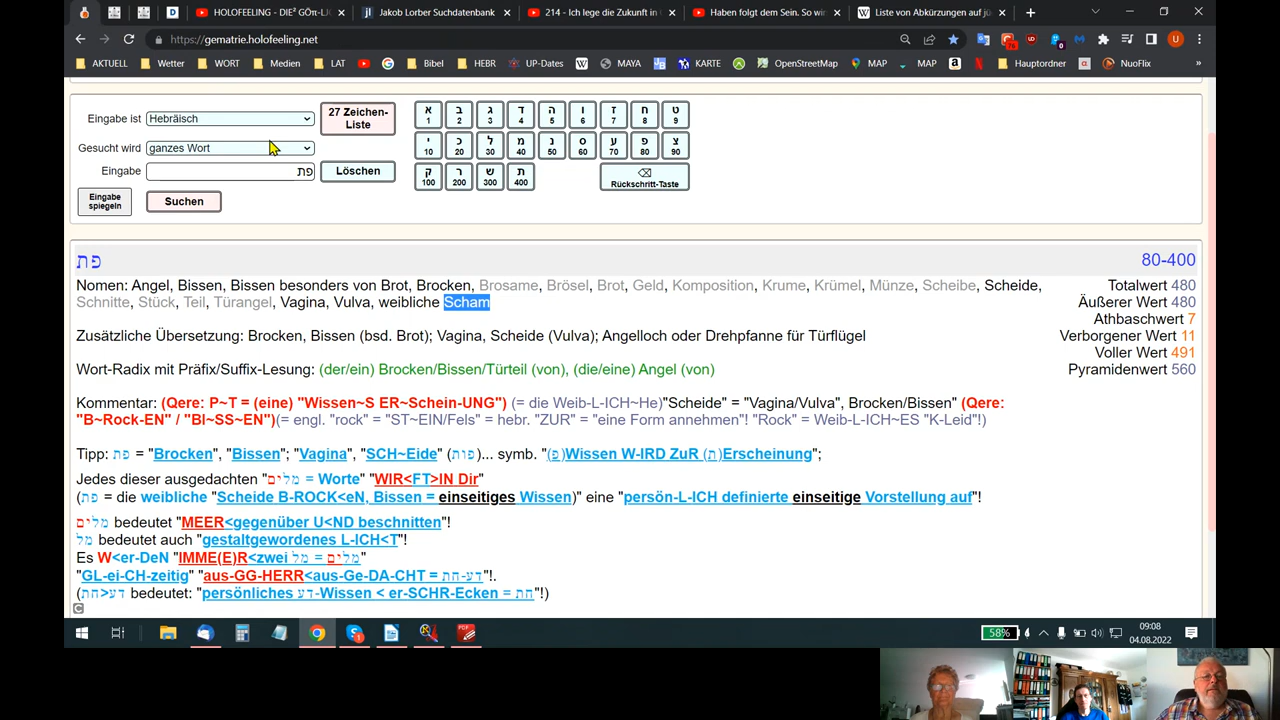 HOLOFEELING - DIE² GÓπ-LIC
Jakob Lorber Suchdatenbank
214 - Ich lege die Zukunft in
Haben folgt dem Sein. So wir
Liste von Abkürzungen auf jü
https://gematrie.holofeeling.net
AKTUELL Wetter WORT Medien LAT Bibel HEBR UP-Dates MAYA KARTE OpenStreetMap MAP MAP Hauptordner NuoFlix »
Eingabe ist Hebräisch
27 Zeichen-Liste
Gesucht wird ganzes Wort
Eingabe פת Löschen
Eingabe spiegeln Suchen
א 1 ב 2 ג 3 ד 4 ה 5 ו 6 ז 7 ח 8 ט 9
י 10 כ 20 ל 30 מ 40 נ 50 ס 60 ע 70 פ 80 צ 90
ק 100 ר 200 ש 300 ת 400 Rückschritt-Taste
פת 80-400
Nomen: Angel, Bissen, Bissen besonders von Brot, Brocken, Brosame, Brösel, Brot, Geld, Komposition, Krume, Krümel, Münze, Scheibe, Scheide,
Schnitte, Stück, Teil, Türangel, Vagina, Vulva, weibliche Scham
Totalwert 480
Äußerer Wert 480
Athbaschwert 7
Verborgener Wert 11
Voller Wert 491
Pyramidenwert 560
Zusätzliche Übersetzung: Brocken, Bissen (bsd. Brot); Vagina, Scheide (Vulva); Angelloch oder Drehpfanne für Türflügel
Wort-Radix mit Präfix/Suffix-Lesung: (der/ein) Brocken/Bissen/Türteil (von), (die/eine) Angel (von)
Kommentar: (Qere: P~T = (eine) "Wissen~S ER~Schein-UNG") (= die Weib-L-ICH~He)"Scheide" = "Vagina/Vulva", Brocken/Bissen" (Qere:
"B~Rock-EN" / "BI~SS~EN")(= engl. "rock" = "ST~EIN/Fels" = hebr. "ZUR" = "eine Form annehmen"! "Rock" = Weib-L-ICH~ES "K-Leid"!)
Tipp: פת = "Brocken", "Bissen"; "Vagina", "SCH~Eide" (פות)... symb. "(פ)Wissen W-IRD ZuR (ת)Erscheinung";
Jedes dieser ausgedachten "מלים = Worte" "WIR<FT>IN Dir"
(פת = die weibliche "Scheide B-ROCK<eN, Bissen = einseitiges Wissen)" eine "persön-L-ICH definierte einseitige Vorstellung auf"!
מלים bedeutet "MEER<gegenüber U<ND beschnitten"!
מל bedeutet auch "gestaltgewordenes L-ICH<T"!
Es W<er-DeN "IMME(E)R<zwei מל = מלים"
"GL-ei-CH-zeitig" "aus-GG-HERR<aus-Ge-DA-CHT = דע-חת"!.
(דע>חת bedeutet: "persönliches דע-Wissen < er-SCHR-Ecken = חת"!)
58%
09:08
04.08.2022